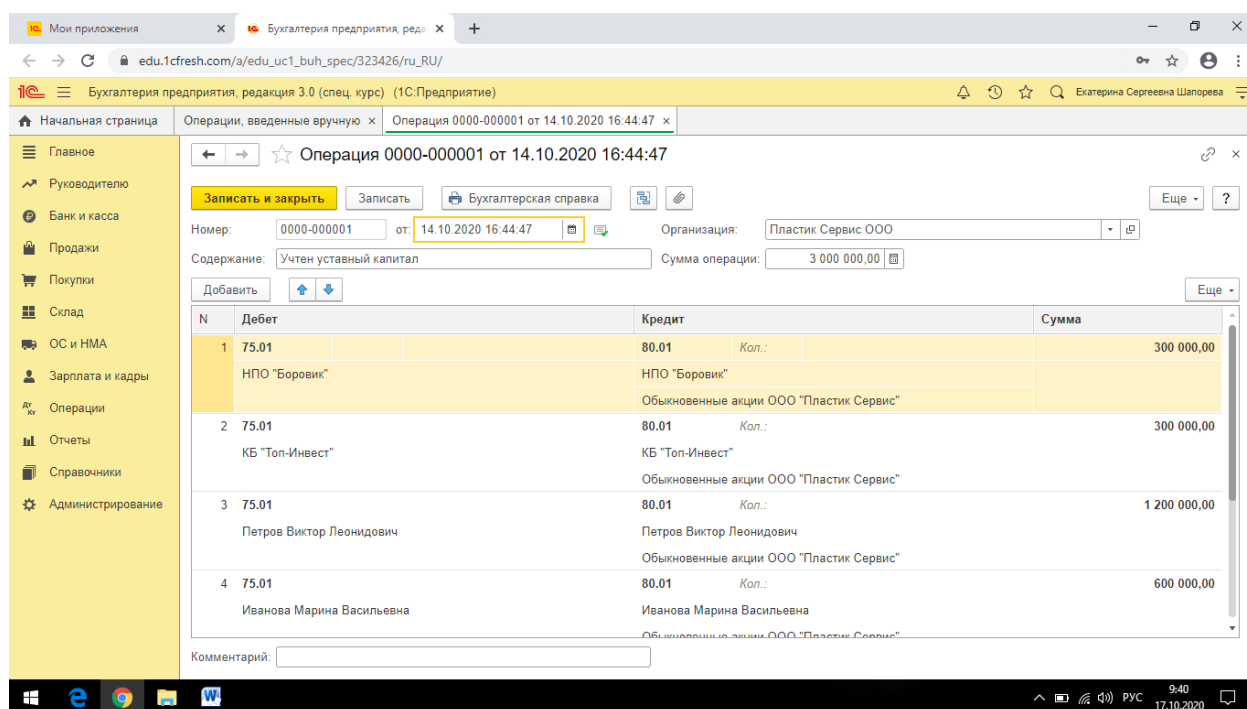 Мои приложения
Бухгалтерия предприятия, реда
edu.1cfresh.com/a/edu_uc1_buh_spec/323426/ru_RU/
Бухгалтерия предприятия, редакция 3.0 (спец. курс) (1С:Предприятие)
Екатерина Сергеевна Шапорева
Начальная страница
Операции, введенные вручную ×
Операция 0000-000001 от 14.10.2020 16:44:47 ×
Главное
Руководителю
Банк и касса
Продажи
Покупки
Склад
ОС и НМА
Зарплата и кадры
Операции
Отчеты
Справочники
Администрирование
Операция 0000-000001 от 14.10.2020 16:44:47
Записать и закрыть Записать Бухгалтерская справка Еще ?
Номер: 0000-000001 от: 14.10.2020 16:44:47 Организация: Пластик Сервис ООО
Содержание: Учтен уставный капитал Сумма операции: 3 000 000,00
Добавить Еще
N Дебет Кредит Сумма
1 75.01 80.01 Кол.: 300 000,00
НПО "Боровик" НПО "Боровик"
Обыкновенные акции ООО "Пластик Сервис"
2 75.01 80.01 Кол.: 300 000,00
КБ "Топ-Инвест" КБ "Топ-Инвест"
Обыкновенные акции ООО "Пластик Сервис"
3 75.01 80.01 Кол.: 1 200 000,00
Петров Виктор Леонидович Петров Виктор Леонидович
Обыкновенные акции ООО "Пластик Сервис"
4 75.01 80.01 Кол.: 600 000,00
Иванова Марина Васильевна Иванова Марина Васильевна
Обыкновенные акции ООО "Пластик Сервис"
Комментарий:
РУС 9:40
17.10.2020